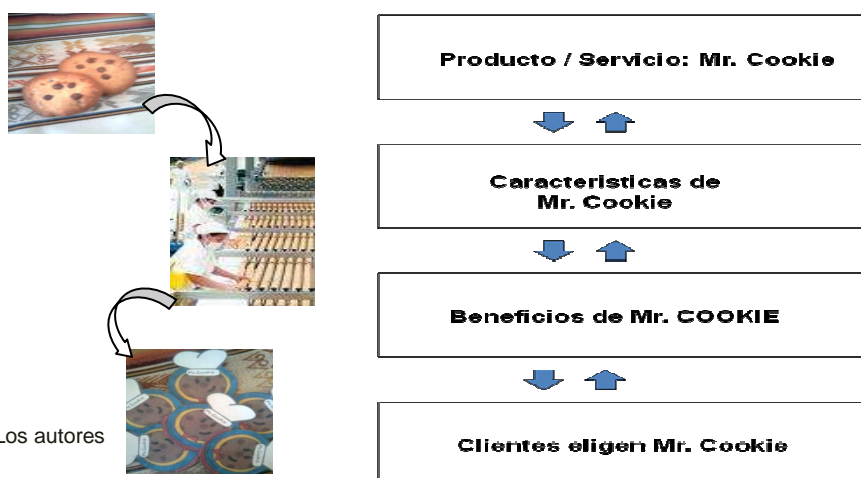 Producto / Servicio: Mr. Cookie
Caracteristicas de
Mr. Cookie
Beneficios de Mr. COOKIE
Clientes eligen Mr. Cookie
Los autores